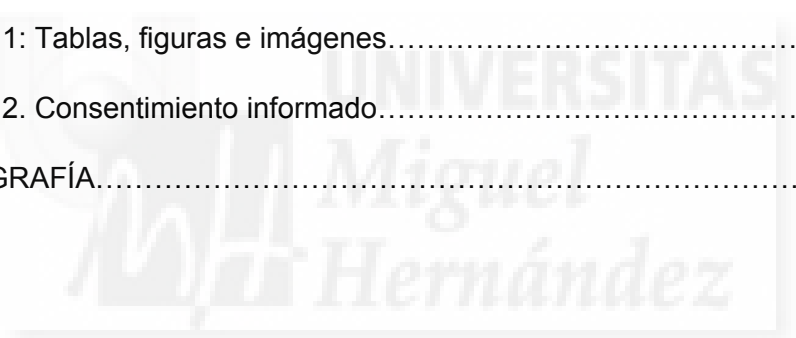 1: Tablas, figuras e imágenes……………………………………
UNIVERSITAS
2. Consentimiento informado……………………………………
GRAFÍA………………………………………………………………
Miguel
Hernández